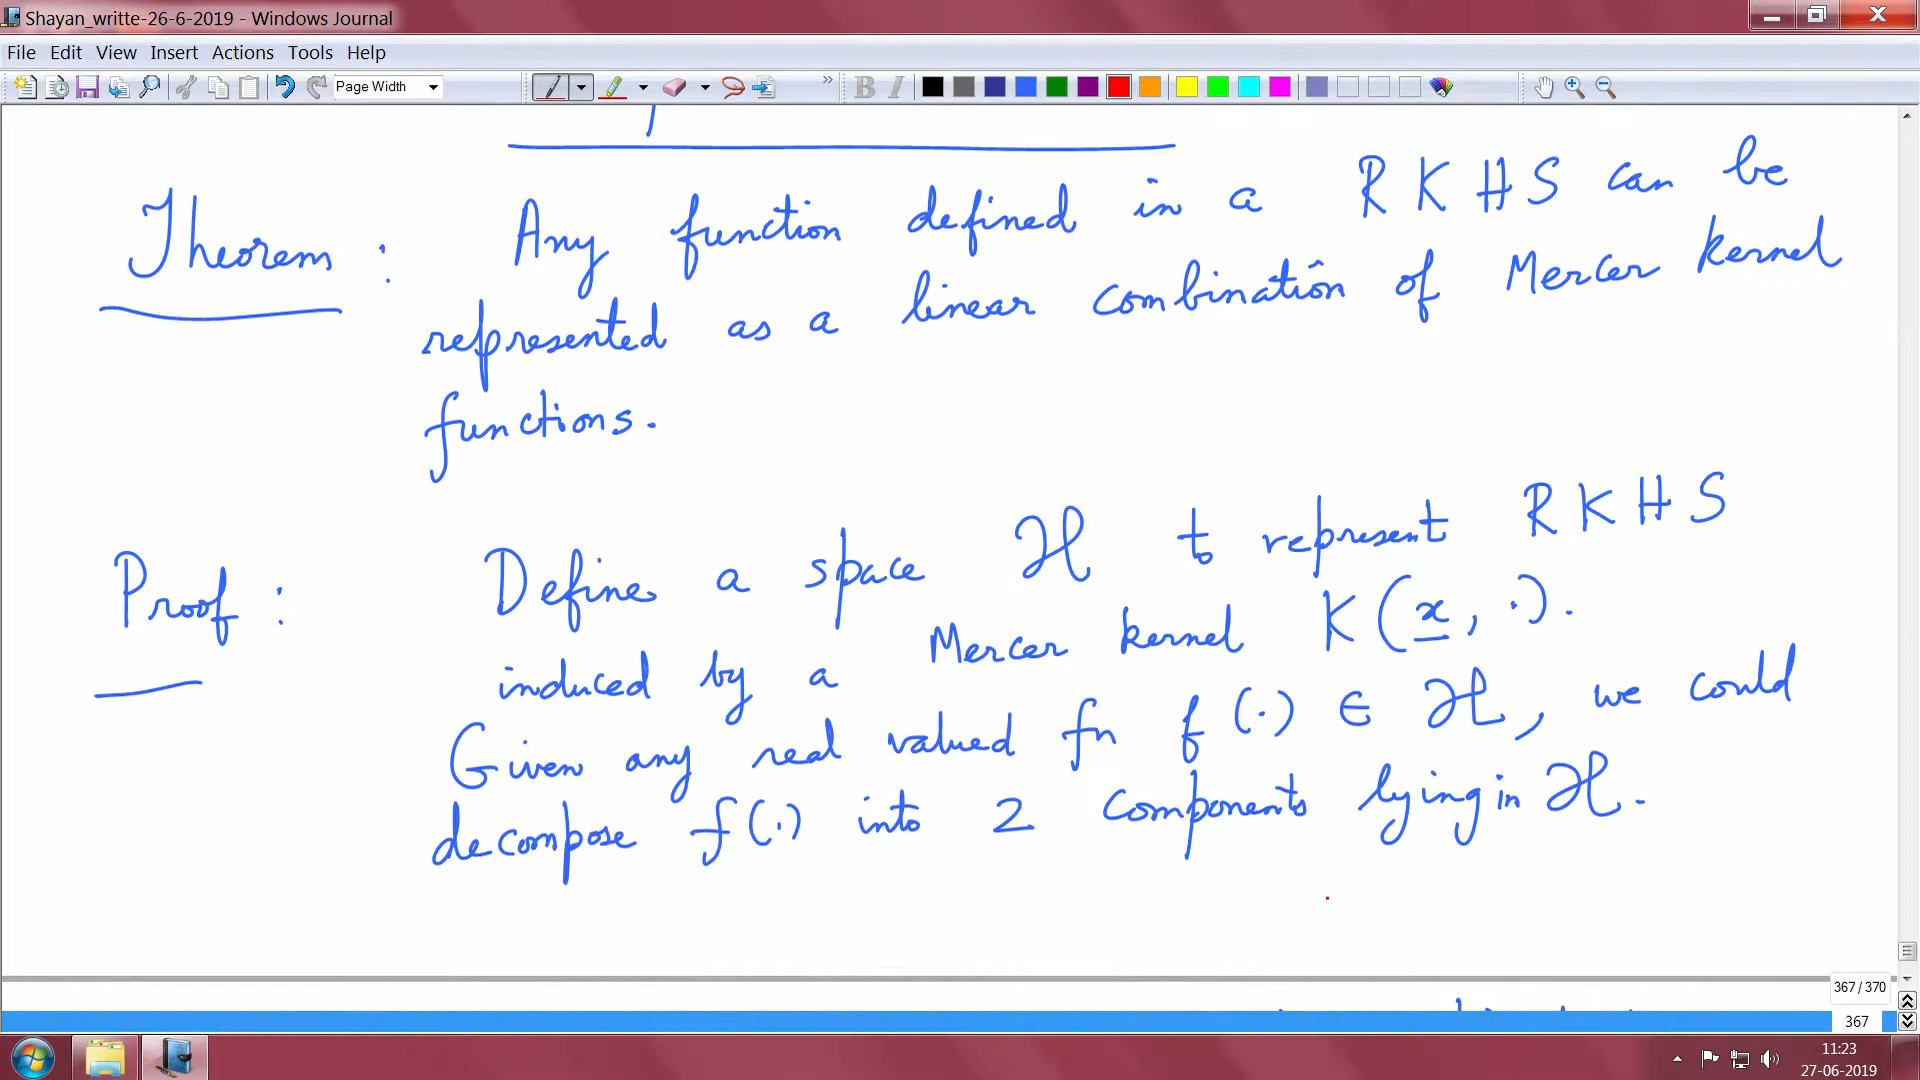 Shayan_writte-26-6-2019 - Windows Journal
File Edit View Insert Actions Tools Help
Page Width
B I
Theorem : Any function defined in a RKHS can be
represented as a linear combination of Mercer kernel
functions.
Proof : Define a space H to represent RKHS
induced by a Mercer kernel K(x, ·).
Given any real valued fn f(·) ∈ H, we could
decompose f(·) into 2 components lying in H.
367 / 370
367
11:23
27-06-2019